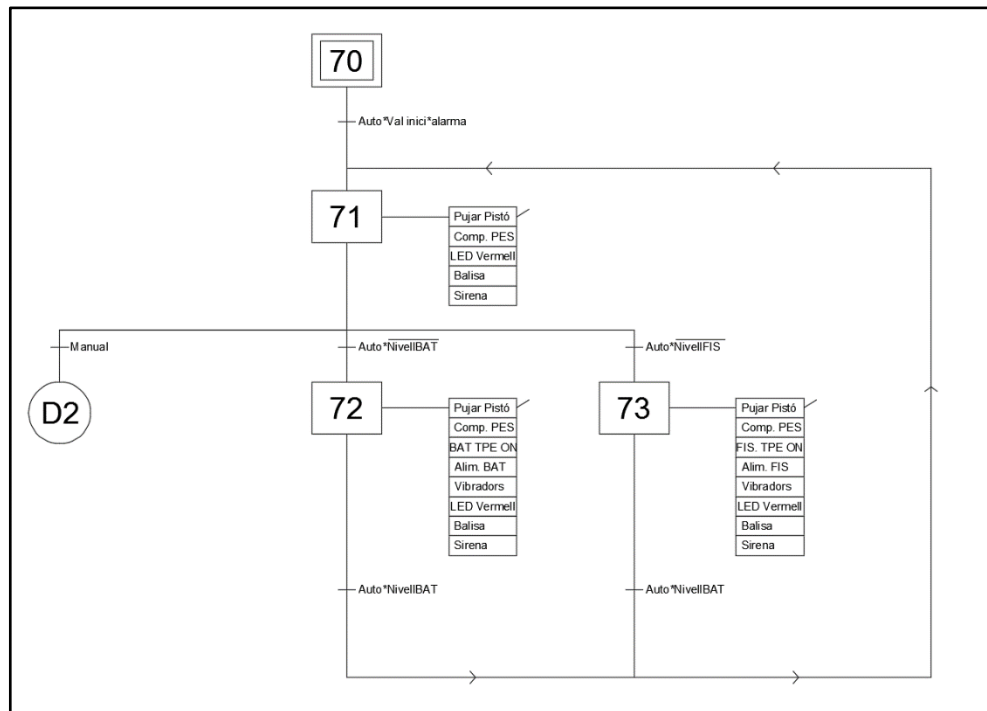 70
Auto*Val inici*alarma
71
Pujar Pistó
Comp. PES
LED Vermell
Balisa
Sirena
Manual
Auto*NivellBAT
Auto*NivellFIS
D2
72
Pujar Pistó
Comp. PES
BAT TPE ON
Alim. BAT
Vibradors
LED Vermell
Balisa
Sirena
73
Pujar Pistó
Comp. PES
FIS. TPE ON
Alim. FIS
Vibradors
LED Vermell
Balisa
Sirena
Auto*NivellBAT
Auto*NivellBAT